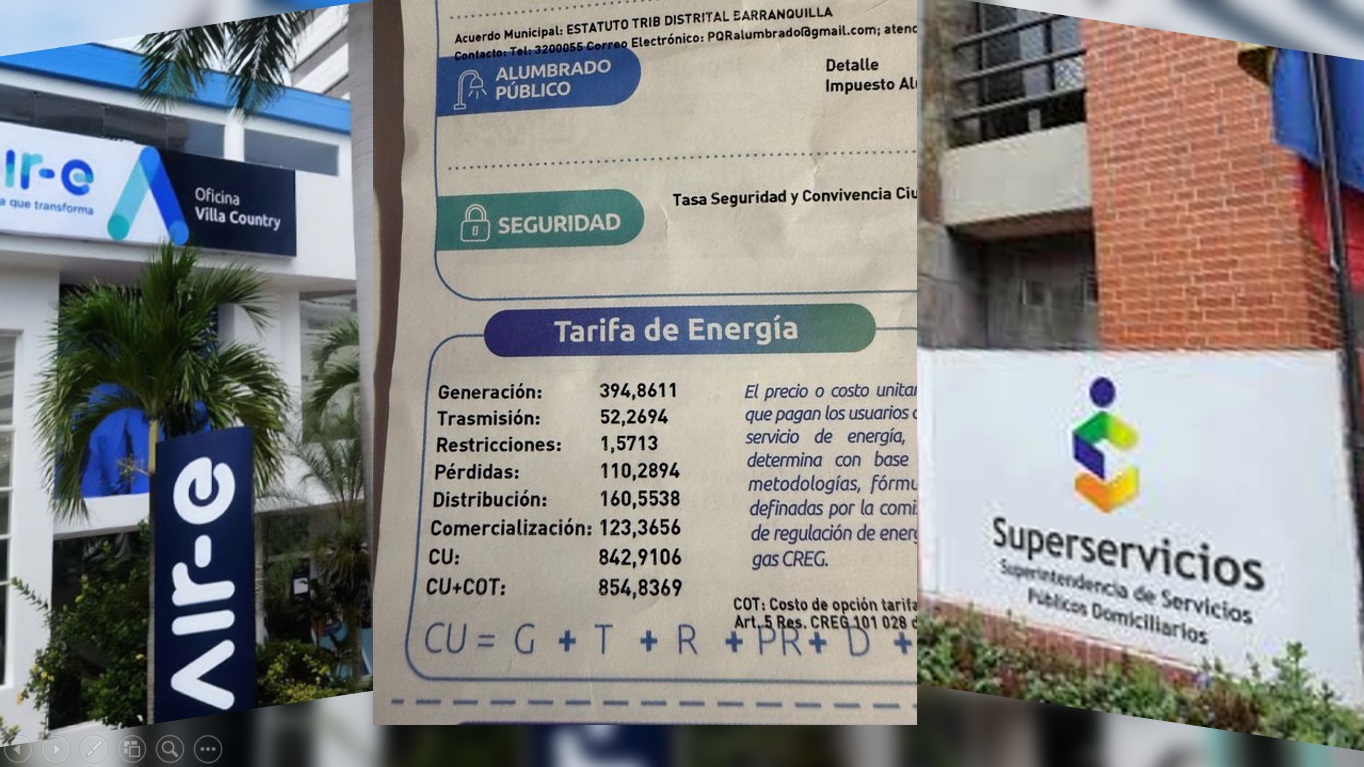 Ir-e
a que transforma
Oficina
Villa Country
AIr-e
Acuerdo Municipal: ESTATUTO TRIB DISTRITAL BARRANQUILLA
Contacto: Tel: 3200055 Correo Electrónico: PQRalumbrado@gmail.com; atenc
ALUMBRADO
PÚBLICO
Detalle
Impuesto Al
SEGURIDAD
Tasa Seguridad y Convivencia Ciu
Tarifa de Energía
Generación: 394,8611
Trasmisión: 52,2694
Restricciones: 1,5713
Pérdidas: 110,2894
Distribución: 160,5538
Comercialización: 123,3656
CU: 842,9106
CU+COT: 854,8369
El precio o costo unitar
que pagan los usuarios
servicio de energía,
determina con base
metodologías, fórmu
definadas por la comi
de regulación de energ
gas CREG.
COT: Costo de opción tarifa
Art. 5 Res. CREG 101 028 d
CU = G + T + R + PR+ D +
Superservicios
Superintendencia de Servicios
Públicos Domiciliarios